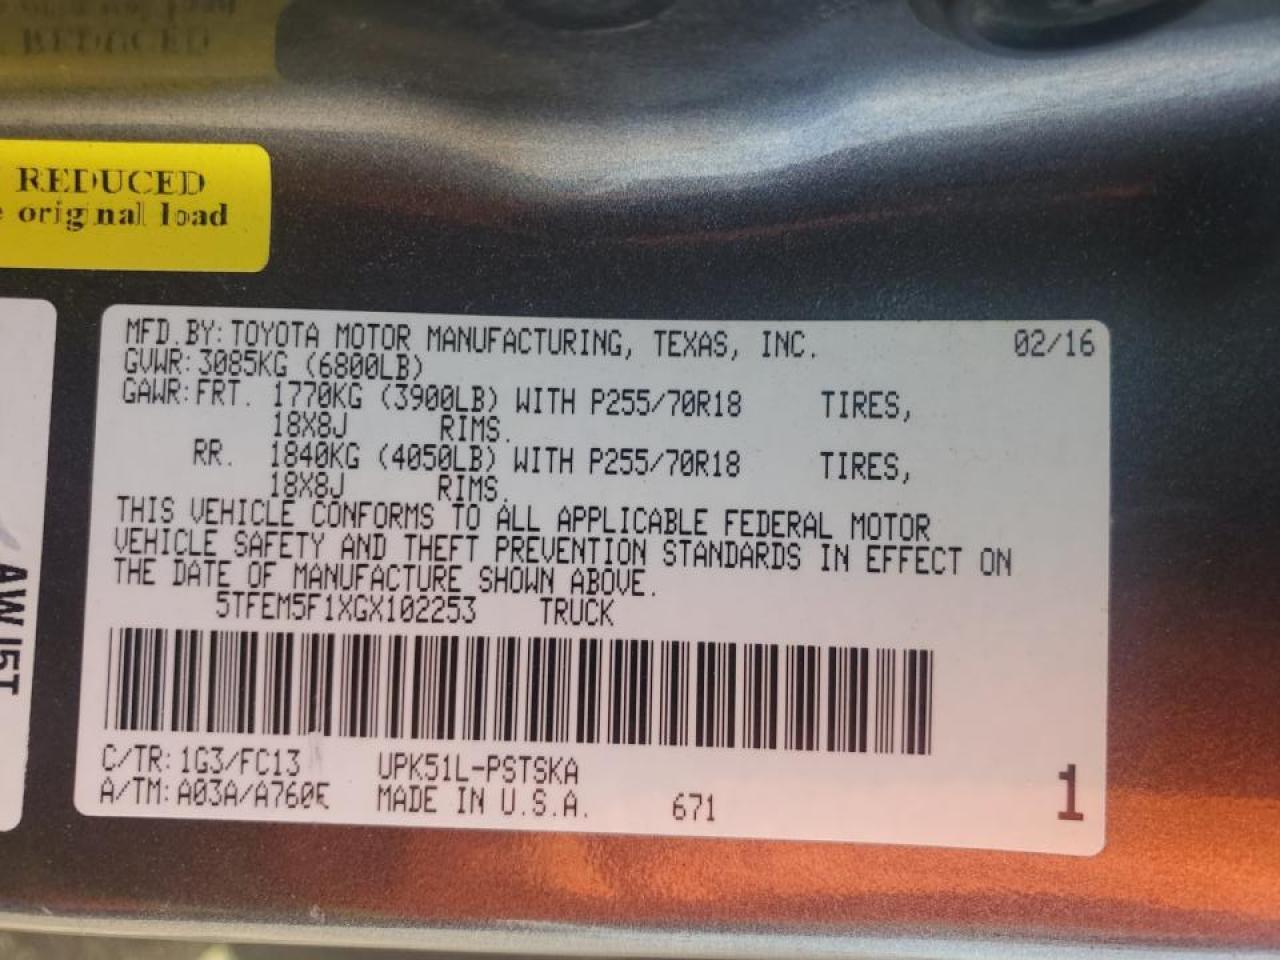 REDUCED
REDUCED
original load
MFD.BY: TOYOTA MOTOR MANUFACTURING, TEXAS, INC. 02/16
GVWR: 3085KG (6800LB)
GAWR: FRT. 1770KG (3900LB) WITH P255/70R18 TIRES,
18X8J RIMS.
RR. 1840KG (4050LB) WITH P255/70R18 TIRES,
18X8J RIMS.
THIS VEHICLE CONFORMS TO ALL APPLICABLE FEDERAL MOTOR
VEHICLE SAFETY AND THEFT PREVENTION STANDARDS IN EFFECT ON
THE DATE OF MANUFACTURE SHOWN ABOVE.
5TFEM5F1XGX102253 TRUCK
C/TR: 1G3/FC13 UPK51L-PSTSKA
A/TM: A03A/A760E MADE IN U.S.A. 671 1